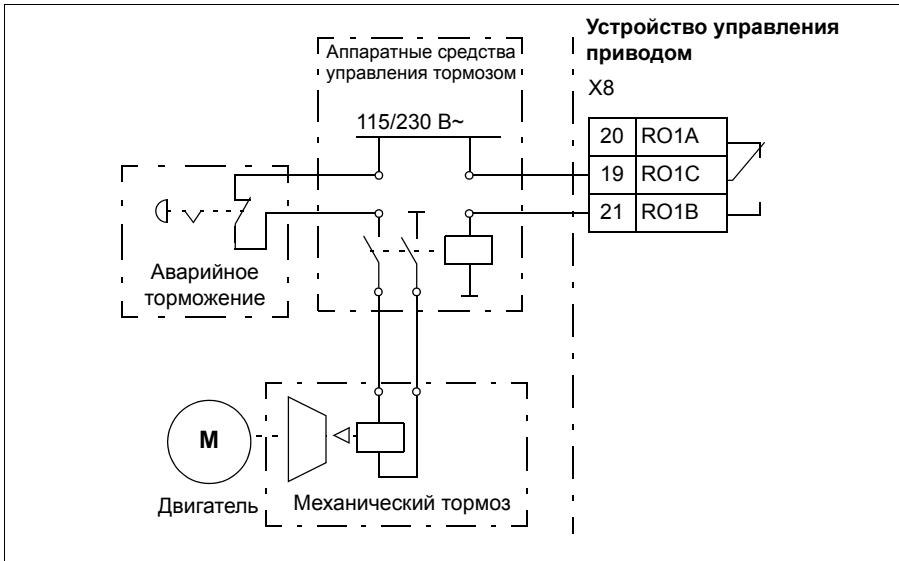 Устройство управления
приводом
X8
Аппаратные средства
управления тормозом
115/230 В~
20 RO1A
19 RO1C
21 RO1B
Аварийное
торможение
M
Двигатель
Механический тормоз